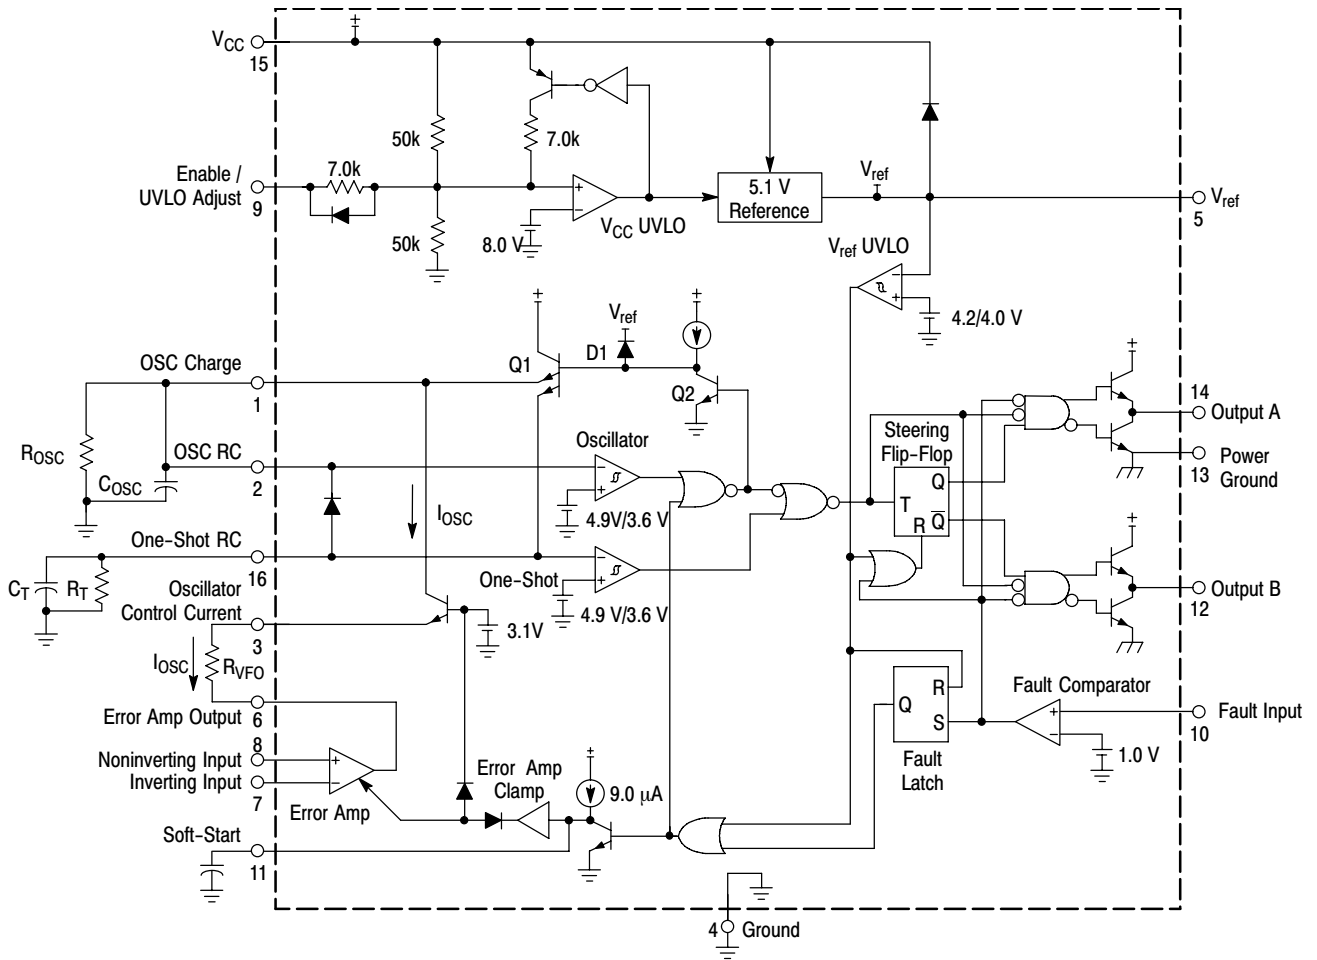 VCC
15
50k
7.0k
7.0k
Enable /
UVLO Adjust
9
50k
8.0 V
VCC UVLO
5.1 V
Reference
Vref
Vref
5
Vref UVLO
4.2/4.0 V
OSC Charge
1
Q1
D1
Vref
Q2
14
Output A
Power
Ground
13
ROSC
COSC
OSC RC
2
Oscillator
4.9V/3.6 V
IOSC
Steering
Flip-Flop
Q
T
R
Q
One-Shot RC
16
CT
RT
One-Shot
4.9 V/3.6 V
Oscillator
Control Current
3
3.1V
Output B
12
IOSC
RVFO
Error Amp Output
6
Q
R
S
Fault
Latch
Fault Comparator
Fault Input
10
1.0 V
8
Noninverting Input
Inverting Input
7
Error Amp
Error Amp
Clamp
9.0 μA
Soft-Start
11
4
Ground
+
+
+
+
+
+
+
−
+
−
+
−
+
−
+
+
−
+
−